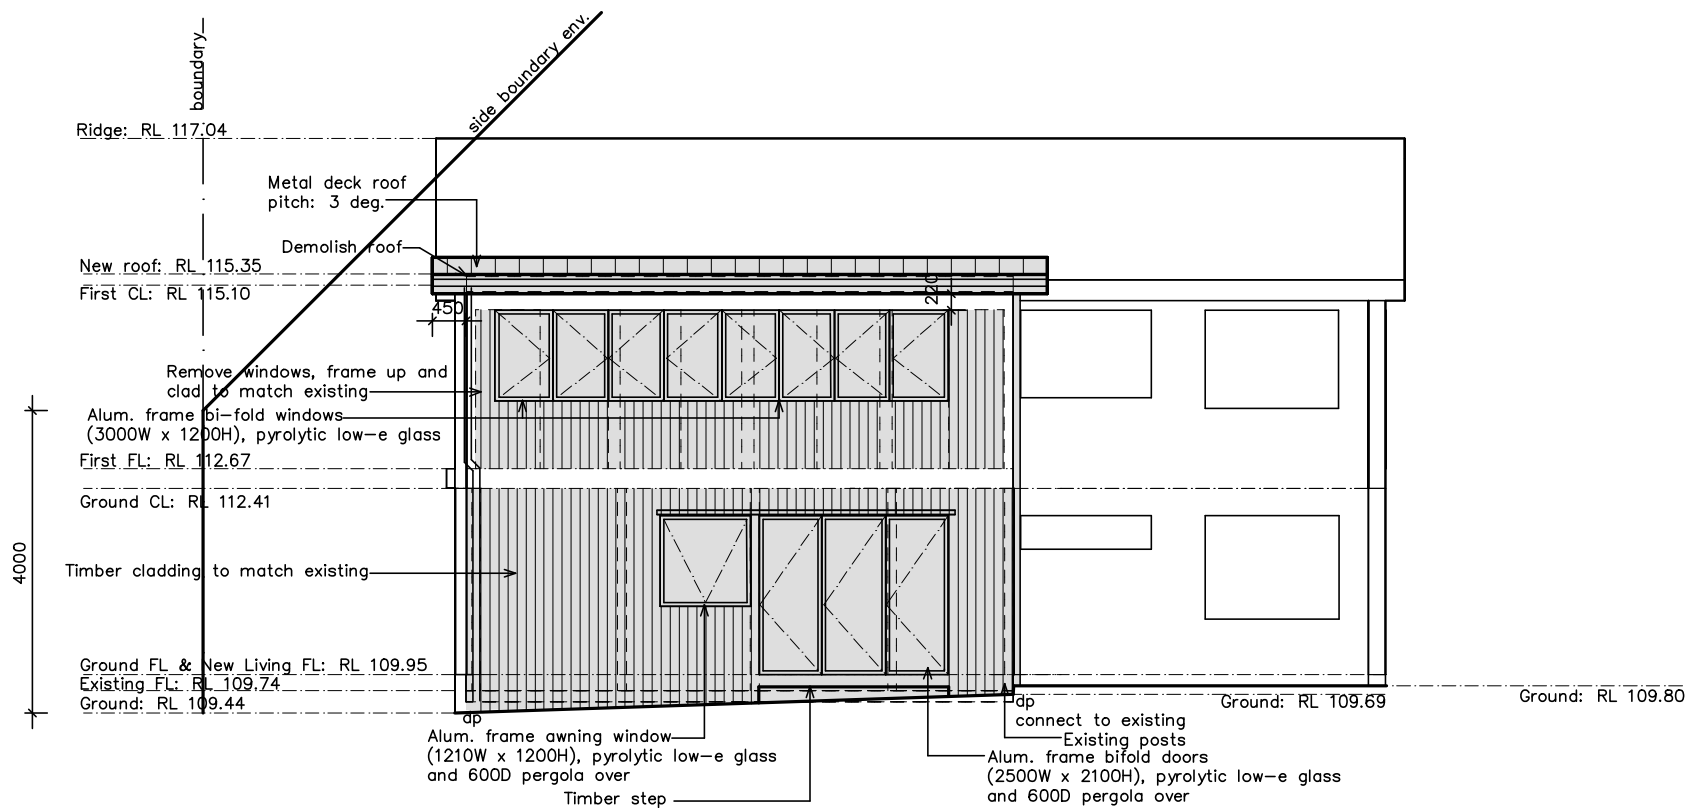 boundary
side boundary env.
Ridge: RL 117.04
Metal deck roof
pitch: 3 deg.
Demolish roof
New roof: RL 115.35
First CL: RL 115.10
450
220
Remove windows, frame up and
clad to match existing
Alum. frame bi-fold windows
(3000W x 1200H), pyrolytic low-e glass
First FL: RL 112.67
Ground CL: RL 112.41
4000
Timber cladding to match existing
Ground FL & New Living FL: RL 109.95
Existing FL: RL 109.74
Ground: RL 109.44
Ground: RL 109.69
Ground: RL 109.80
dp
dp
connect to existing
Existing posts
Alum. frame awning window
(1210W x 1200H), pyrolytic low-e glass
and 600D pergola over
Alum. frame bifold doors
(2500W x 2100H), pyrolytic low-e glass
and 600D pergola over
Timber step